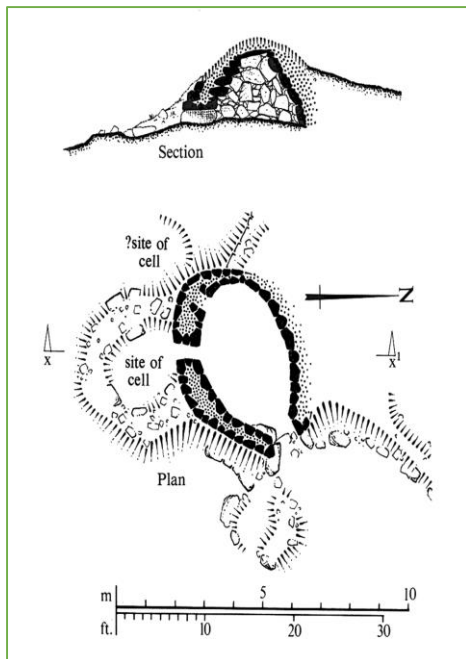 Section
?site of
cell
N
x
x¹
site of
cell
Plan
m 5 10
ft. 10 20 30